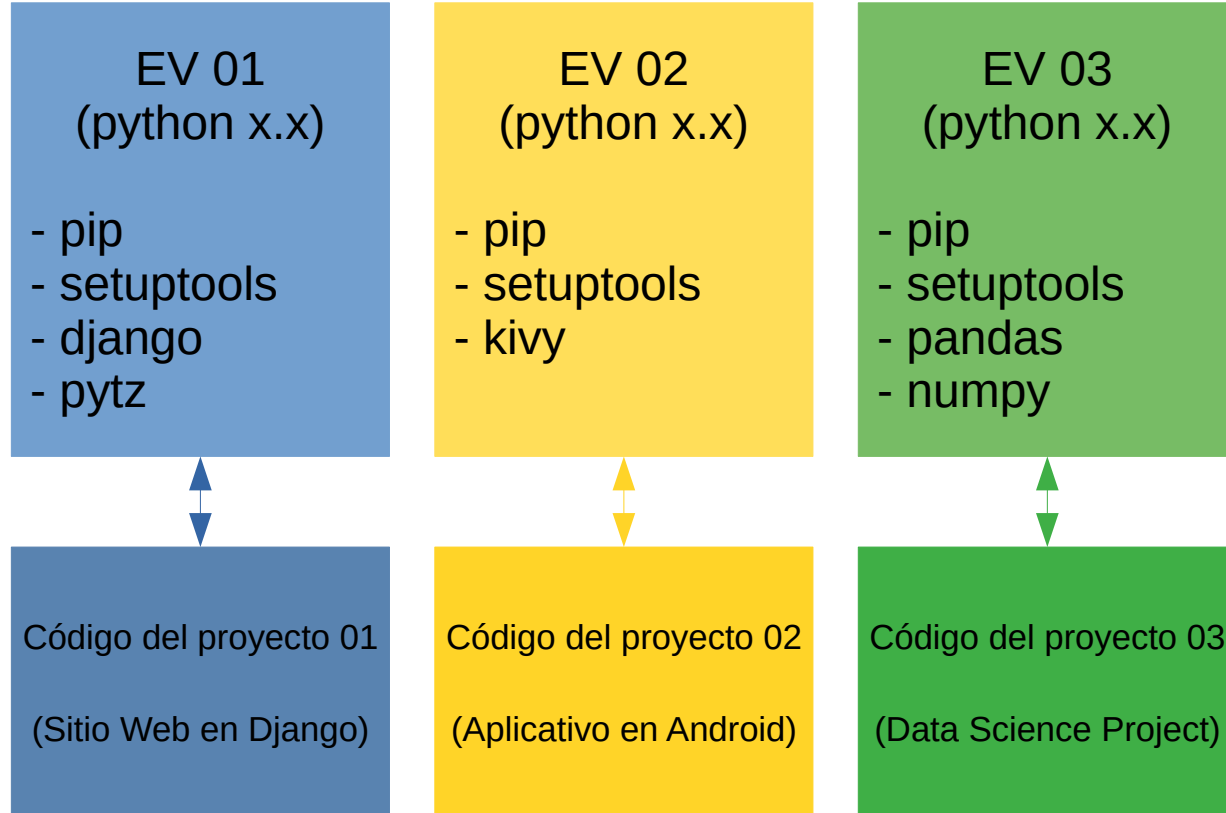 EV 01
(python x.x)
- pip
- setuptools
- django
- pytz
EV 02
(python x.x)
- pip
- setuptools
- kivy
EV 03
(python x.x)
- pip
- setuptools
- pandas
- numpy
Código del proyecto 01
(Sitio Web en Django)
Código del proyecto 02
(Aplicativo en Android)
Código del proyecto 03
(Data Science Project)